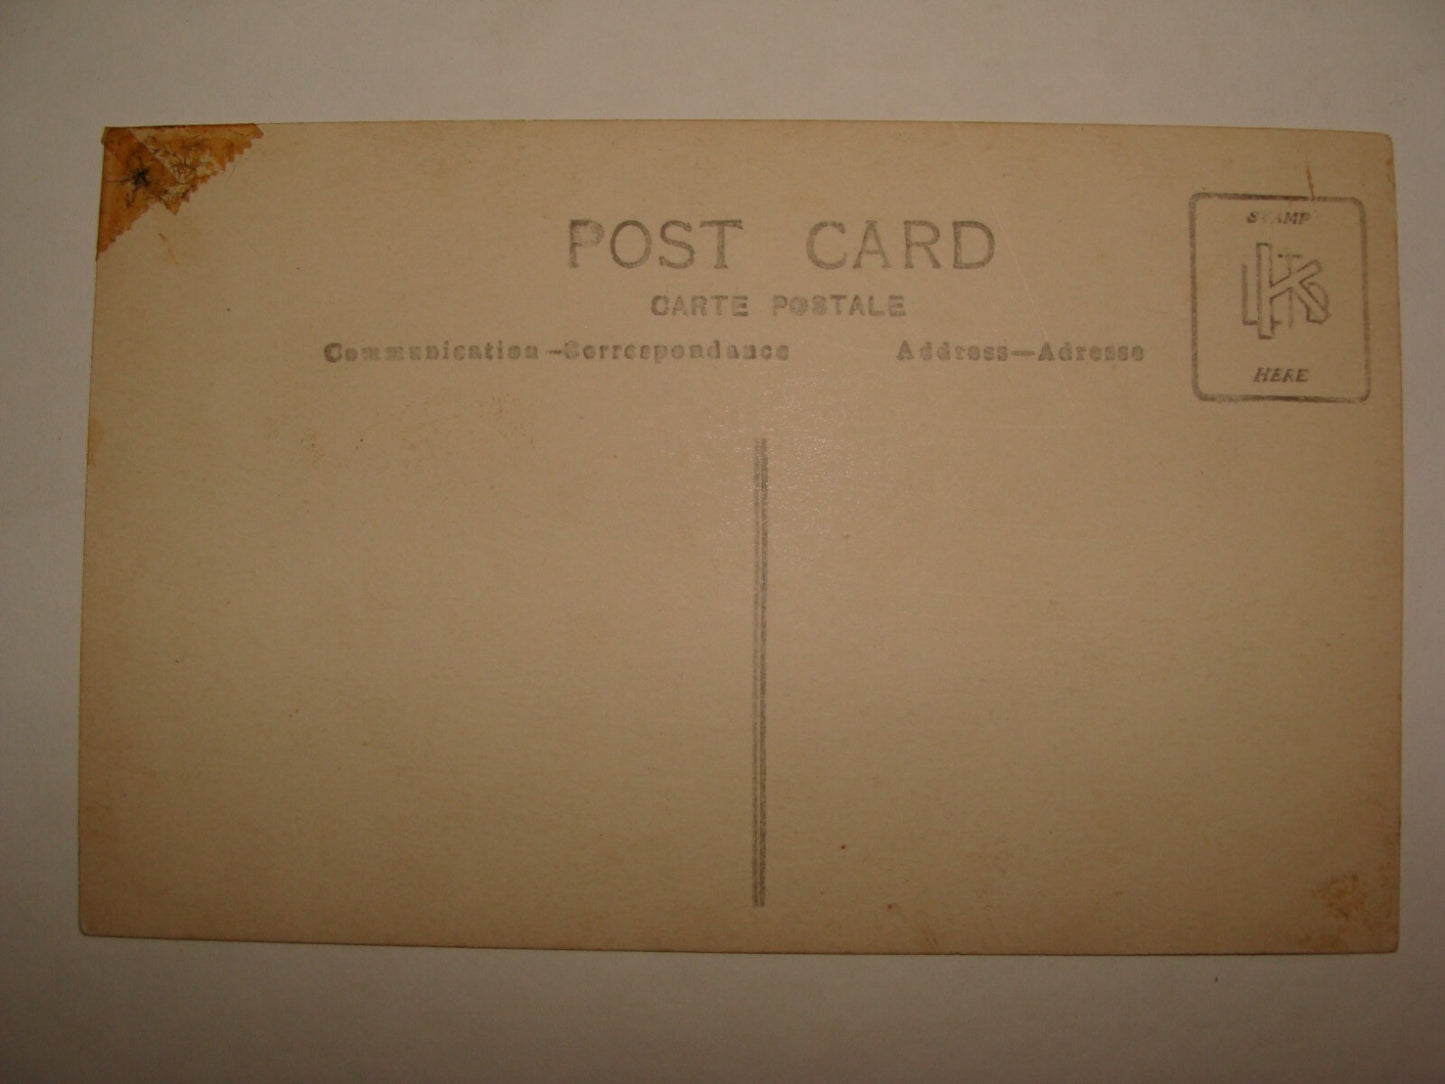 POST CARD
CARTE POSTALE
Communication–Correspondance
Address—Adresse
STAMP
HERE